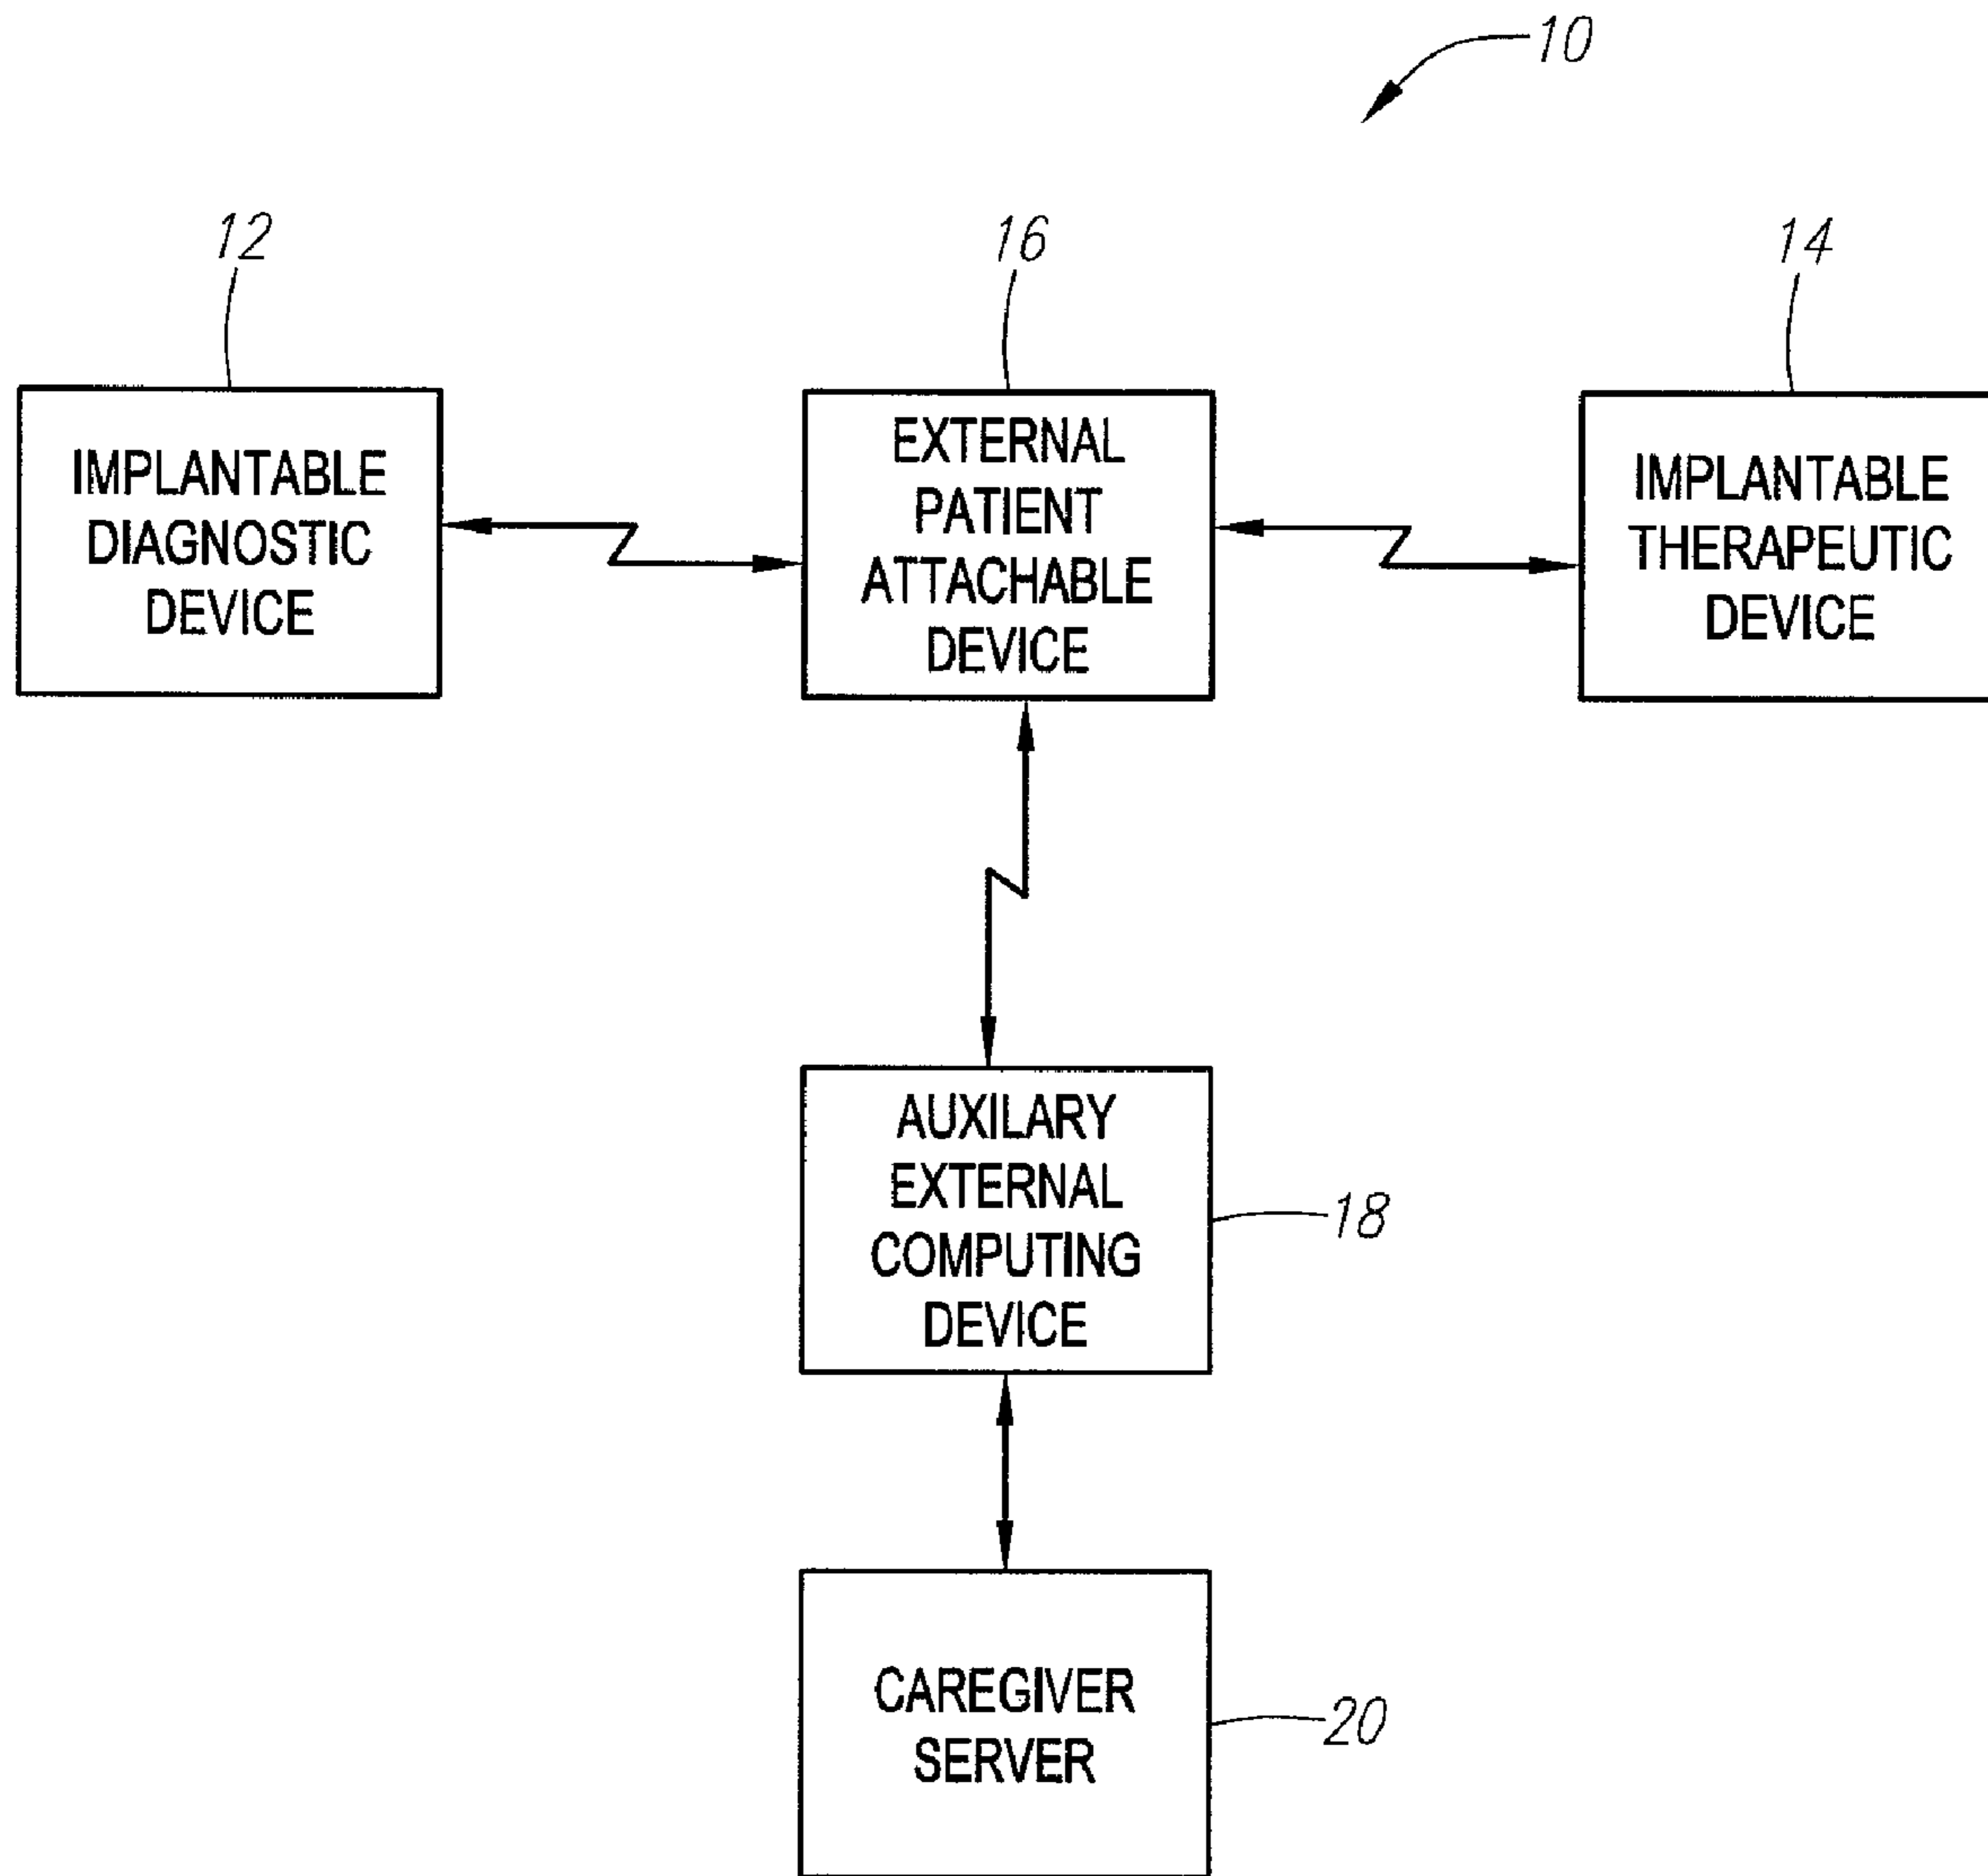 10
12
16
14
IMPLANTABLE
DIAGNOSTIC
DEVICE
EXTERNAL
PATIENT
ATTACHABLE
DEVICE
IMPLANTABLE
THERAPEUTIC
DEVICE
AUXILARY
EXTERNAL
COMPUTING
DEVICE
18
CAREGIVER
SERVER
20